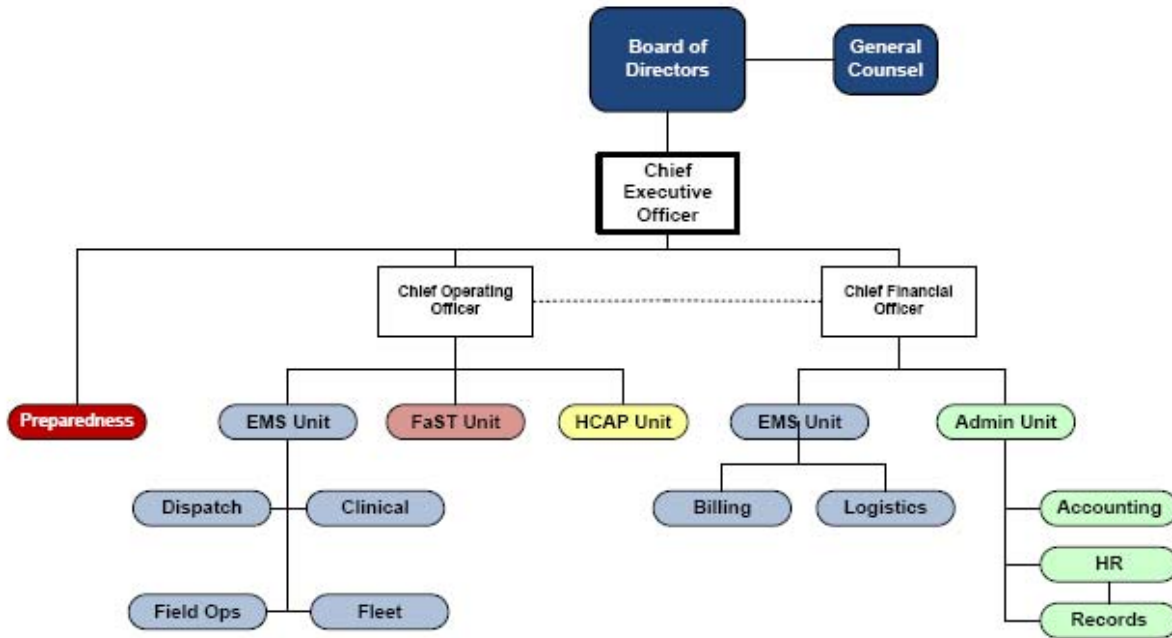 Board of
Directors
General
Counsel
Chief
Executive
Officer
Chief Operating
Officer
Chief Financial
Officer
Preparedness
EMS Unit
FaST Unit
HCAP Unit
EMS Unit
Admin Unit
Dispatch
Clinical
Billing
Logistics
Accounting
HR
Field Ops
Fleet
Records